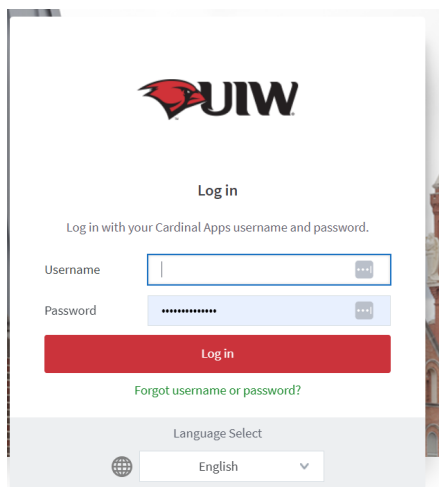 UIW
Log in
Log in with your Cardinal Apps username and password.
Username
Password
••••••••••••••
Log in
Forgot username or password?
Language Select
English